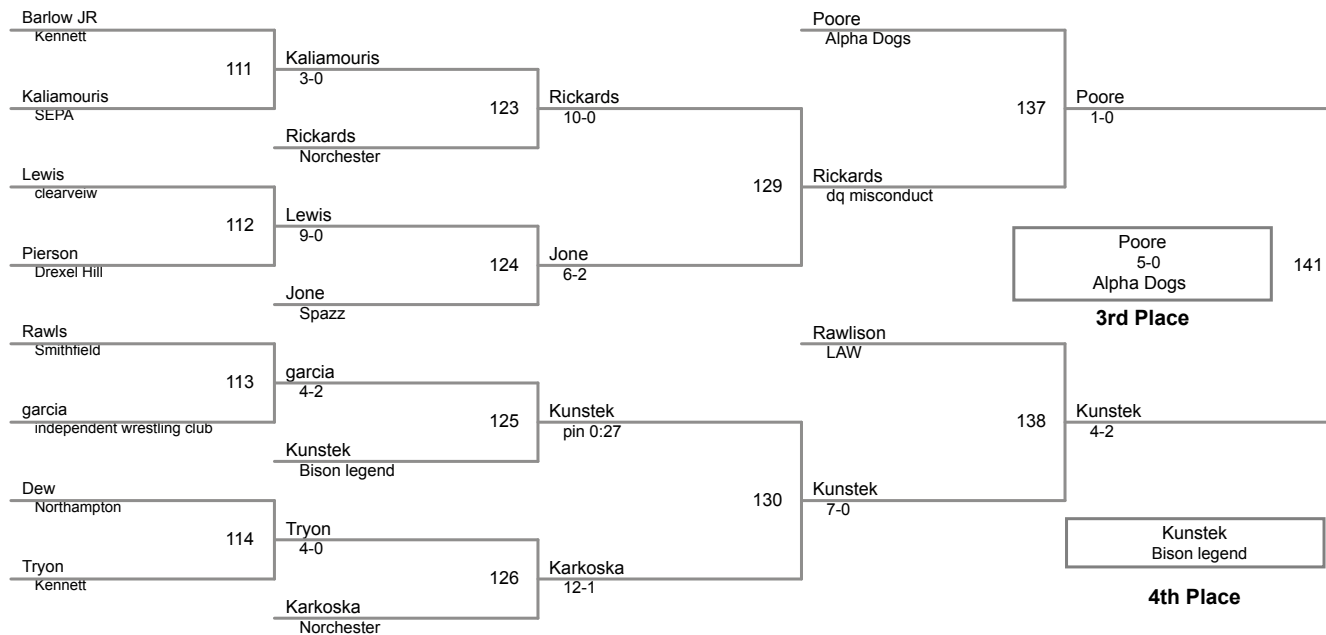 Barlow JR
Kennett
111
Kaliamouris
SEPA
Lewis
clearveiw
112
Pierson
Drexel Hill
Rawls
Smithfield
113
garcia
independent wrestling club
Dew
Northampton
114
Tryon
Kennett
Kaliamouris
3-0
123
Rickards
Norchester
Lewis
9-0
124
Jone
Spazz
garcia
4-2
125
Kunstek
Bison legend
Tryon
4-0
126
Karkoska
Norchester
Rickards
10-0
129
Jone
6-2
Kunstek
pin 0:27
130
Karkoska
12-1
Poore
Alpha Dogs
137
Rickards
dq misconduct
Rawlison
LAW
138
Kunstek
7-0
Poore
1-0
Poore
5-0
Alpha Dogs
141
3rd Place
Kunstek
4-2
Kunstek
Bison legend
4th Place